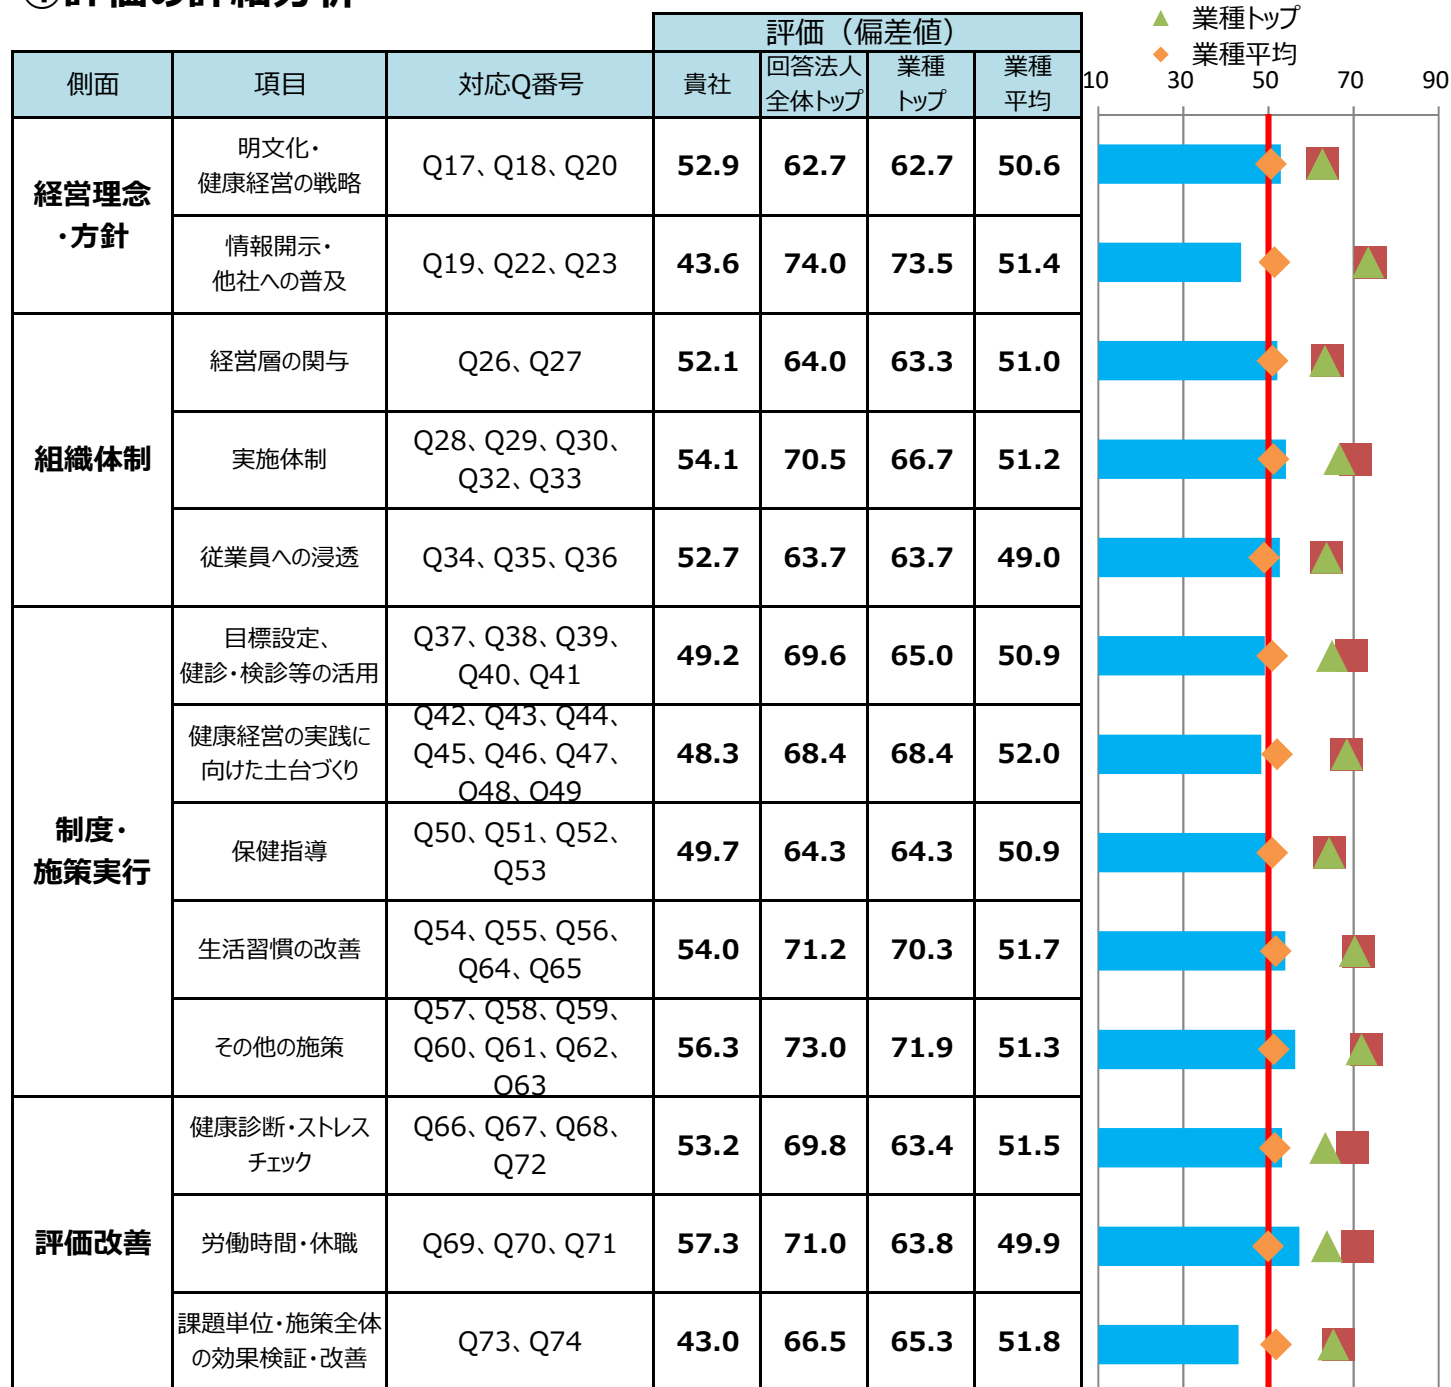 ①評価の詳細分析
▲ 業種トップ
◆ 業種平均
評価（偏差値）
側面 項目 対応Q番号 貴社 回答法人全体トップ 業種トップ 業種平均
10 30 50 70 90
経営理念・方針
明文化・健康経営の戦略 Q17、Q18、Q20 52.9 62.7 62.7 50.6
情報開示・他社への普及 Q19、Q22、Q23 43.6 74.0 73.5 51.4
組織体制
経営層の関与 Q26、Q27 52.1 64.0 63.3 51.0
実施体制 Q28、Q29、Q30、Q32、Q33 54.1 70.5 66.7 51.2
従業員への浸透 Q34、Q35、Q36 52.7 63.7 63.7 49.0
制度・施策実行
目標設定、健診・検診等の活用 Q37、Q38、Q39、Q40、Q41 49.2 69.6 65.0 50.9
健康経営の実践に向けた土台づくり Q42、Q43、Q44、Q45、Q46、Q47、Q48、Q49 48.3 68.4 68.4 52.0
保健指導 Q50、Q51、Q52、Q53 49.7 64.3 64.3 50.9
生活習慣の改善 Q54、Q55、Q56、Q64、Q65 54.0 71.2 70.3 51.7
その他の施策 Q57、Q58、Q59、Q60、Q61、Q62、Q63 56.3 73.0 71.9 51.3
評価改善
健康診断・ストレスチェック Q66、Q67、Q68、Q72 53.2 69.8 63.4 51.5
労働時間・休職 Q69、Q70、Q71 57.3 71.0 63.8 49.9
課題単位・施策全体の効果検証・改善 Q73、Q74 43.0 66.5 65.3 51.8